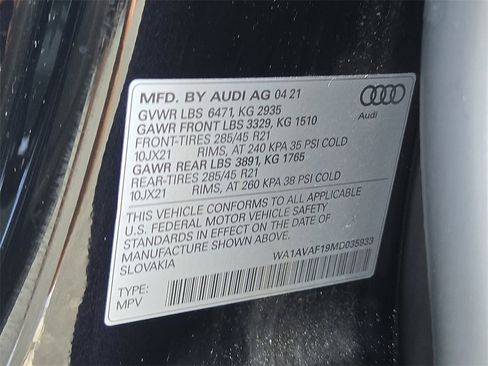 MFD. BY AUDI AG 04 21
GVWR LBS 6471, KG 2935
GAWR FRONT LBS 3329, KG 1510
FRONT-TIRES 285/45 R21
10JX21 RIMS, AT 240 KPA 35 PSI COLD
GAWR REAR LBS 3891, KG 1765
REAR-TIRES 285/45 R21
10JX21 RIMS, AT 260 KPA 38 PSI COLD
THIS VEHICLE CONFORMS TO ALL APPLICABLE
U.S. FEDERAL MOTOR VEHICLE SAFETY
STANDARDS IN EFFECT ON THE DATE OF
MANUFACTURE SHOWN ABOVE.
SLOVAKIA
WA1AVAF19MD035933
TYPE:
MPV
Audi